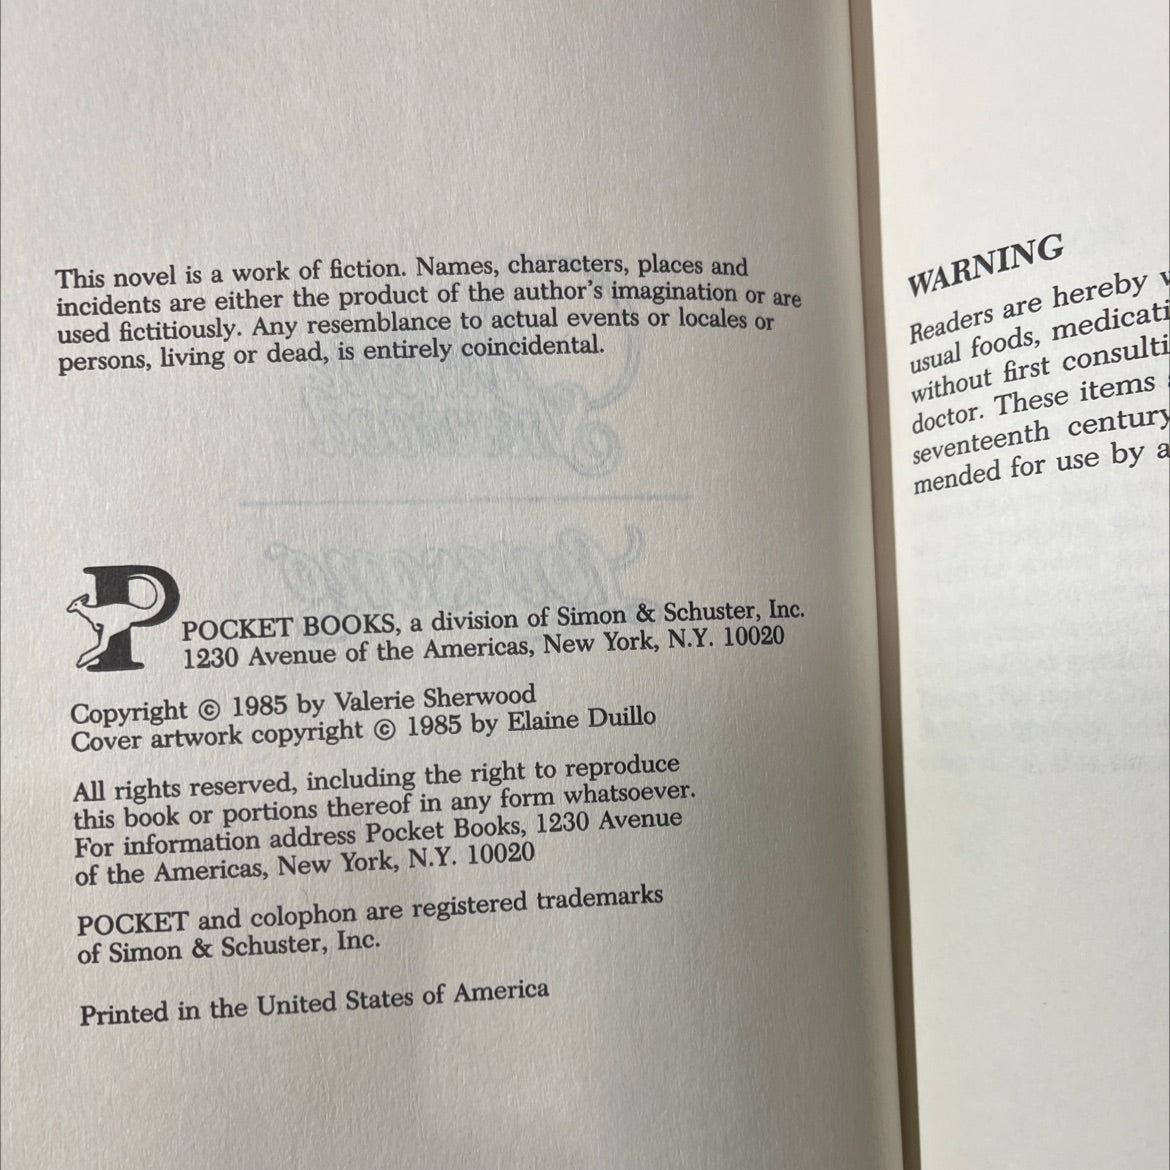 This novel is a work of fiction. Names, characters, places and
incidents are either the product of the author's imagination or are
used fictitiously. Any resemblance to actual events or locales or
persons, living or dead, is entirely coincidental.
POCKET BOOKS, a division of Simon & Schuster, Inc.
1230 Avenue of the Americas, New York, N.Y. 10020
Copyright © 1985 by Valerie Sherwood
Cover artwork copyright © 1985 by Elaine Duillo
All rights reserved, including the right to reproduce
this book or portions thereof in any form whatsoever.
For information address Pocket Books, 1230 Avenue
of the Americas, New York, N.Y. 10020
POCKET and colophon are registered trademarks
of Simon & Schuster, Inc.
Printed in the United States of America
WARNING
Readers are hereby
usual foods, medicati
without first consulti
doctor. These items
seventeenth century
mended for use by a